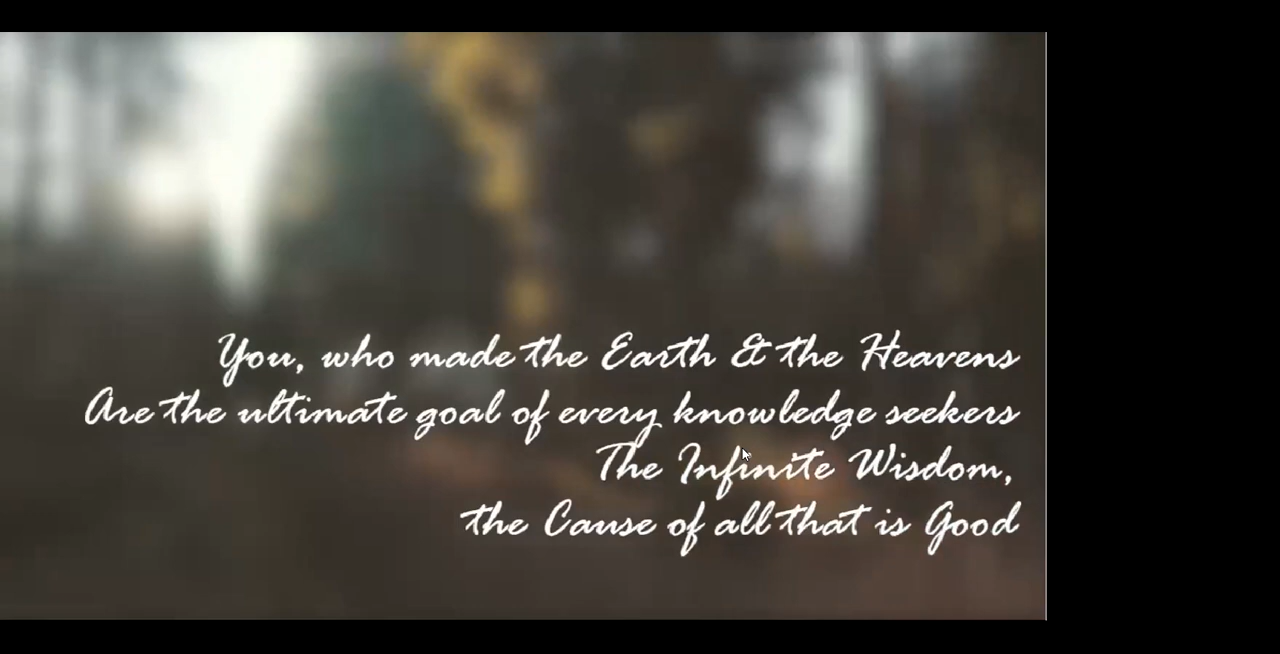 You, who made the Earth & the Heavens
Are the ultimate goal of every knowledge seekers
The Infinite Wisdom,
the Cause of all that is Good